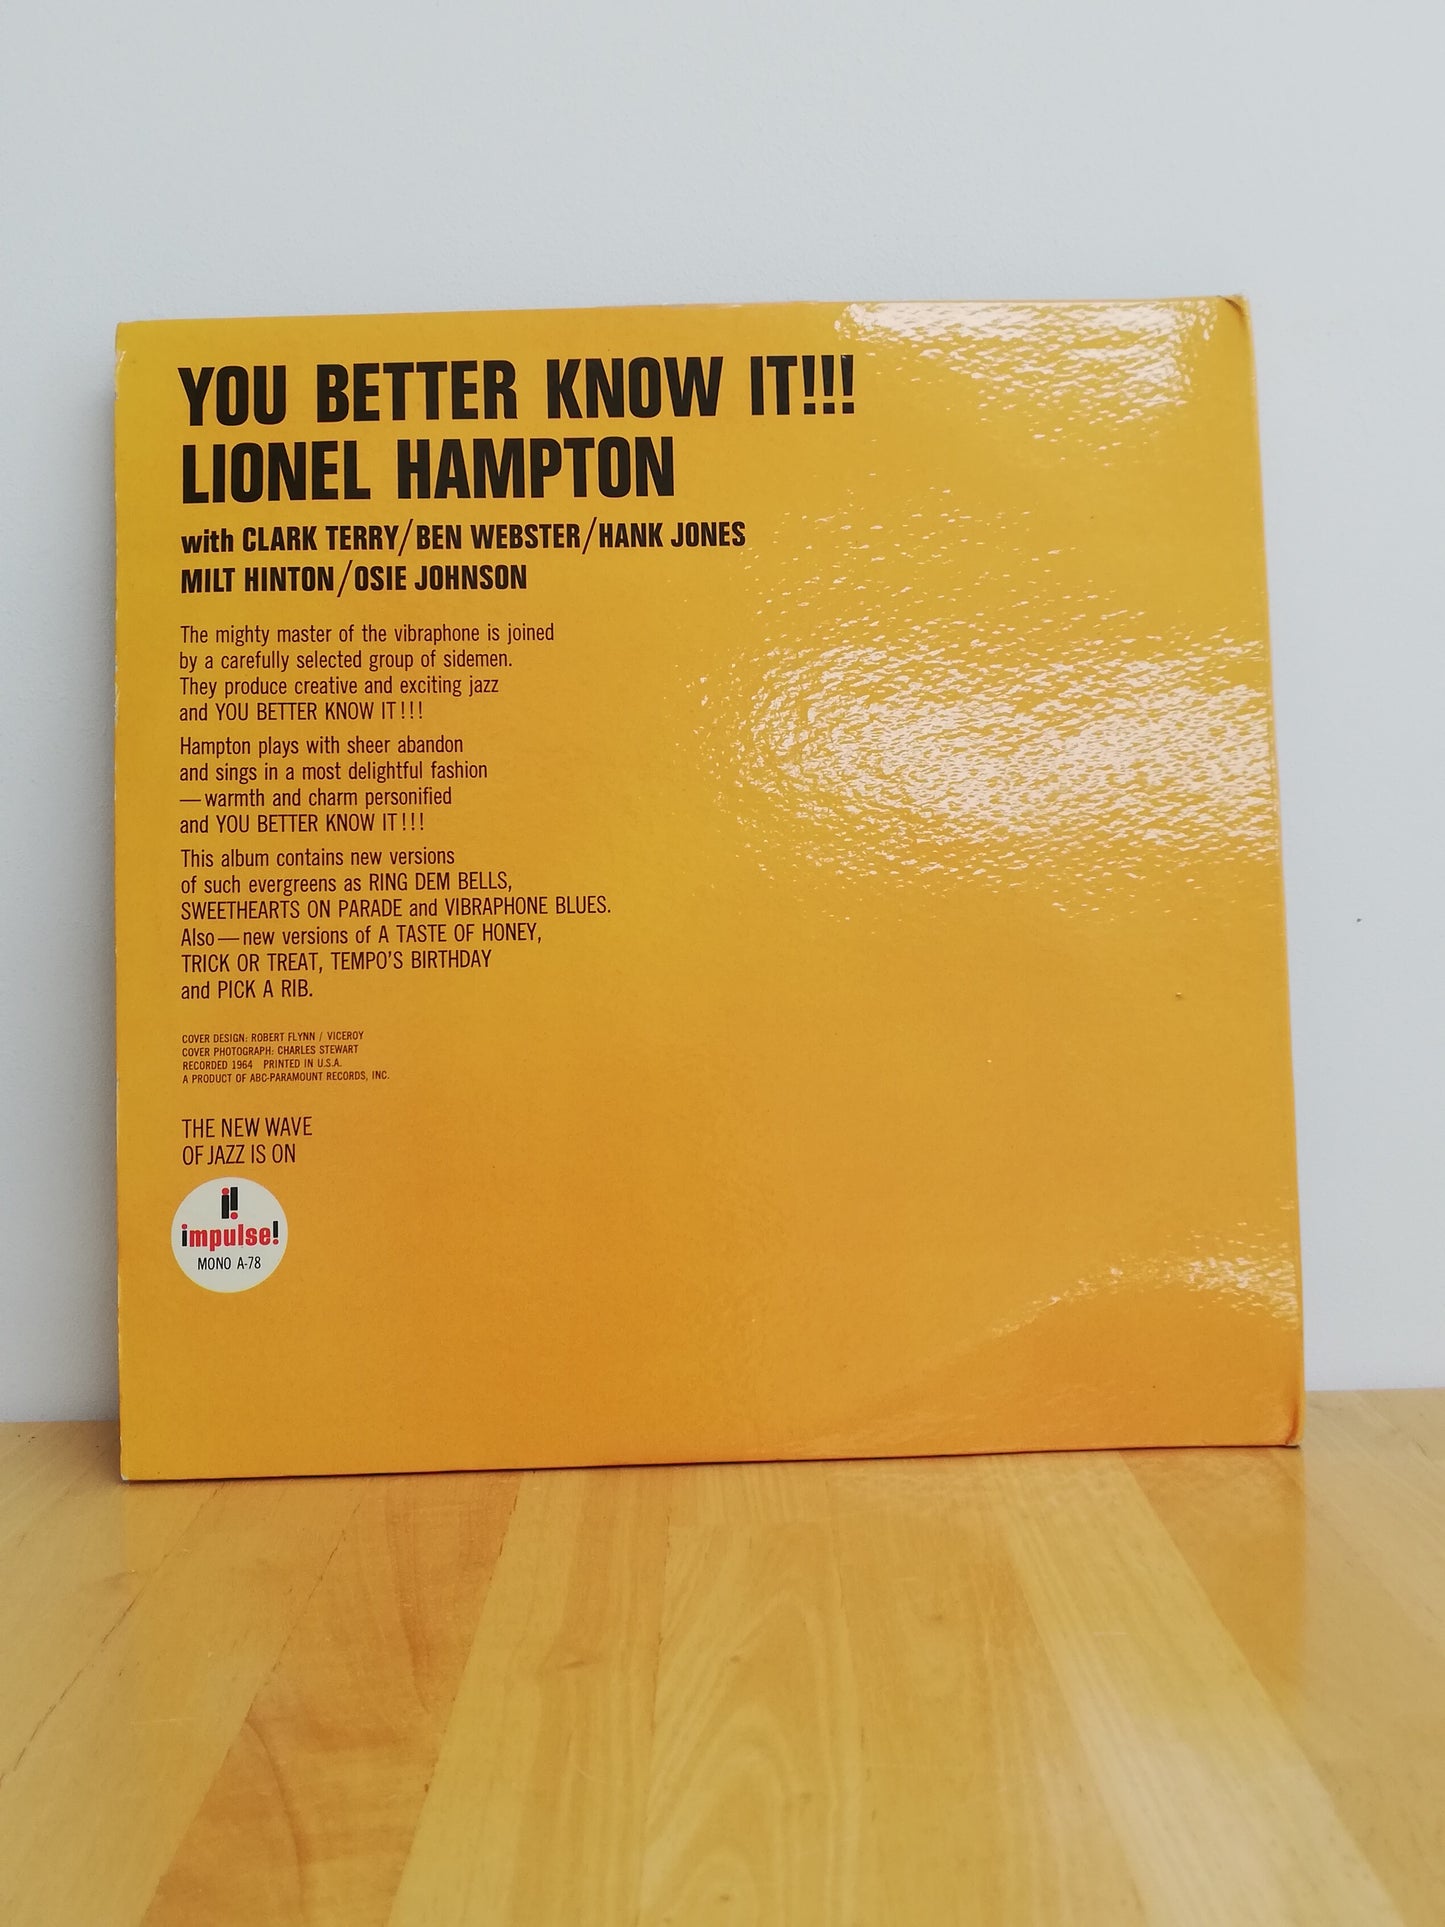 YOU BETTER KNOW IT!!!
LIONEL HAMPTON
with CLARK TERRY/BEN WEBSTER/HANK JONES
MILT HINTON/OSIE JOHNSON
The mighty master of the vibraphone is joined
by a carefully selected group of sidemen.
They produce creative and exciting jazz
and YOU BETTER KNOW IT!!!
Hampton plays with sheer abandon
and sings in a most delightful fashion
—warmth and charm personified
and YOU BETTER KNOW IT!!!
This album contains new versions
of such evergreens as RING DEM BELLS,
SWEETHEARTS ON PARADE and VIBRAPHONE BLUES.
Also—new versions of A TASTE OF HONEY,
TRICK OR TREAT, TEMPO'S BIRTHDAY
and PICK A RIB.
COVER DESIGN: ROBERT FLYNN / VICEROY
COVER PHOTOGRAPH: CHARLES STEWART
RECORDED 1964 PRINTED IN U.S.A.
A PRODUCT OF ABC-PARAMOUNT RECORDS, INC.
THE NEW WAVE
OF JAZZ IS ON
i!
impulse!
MONO A-78